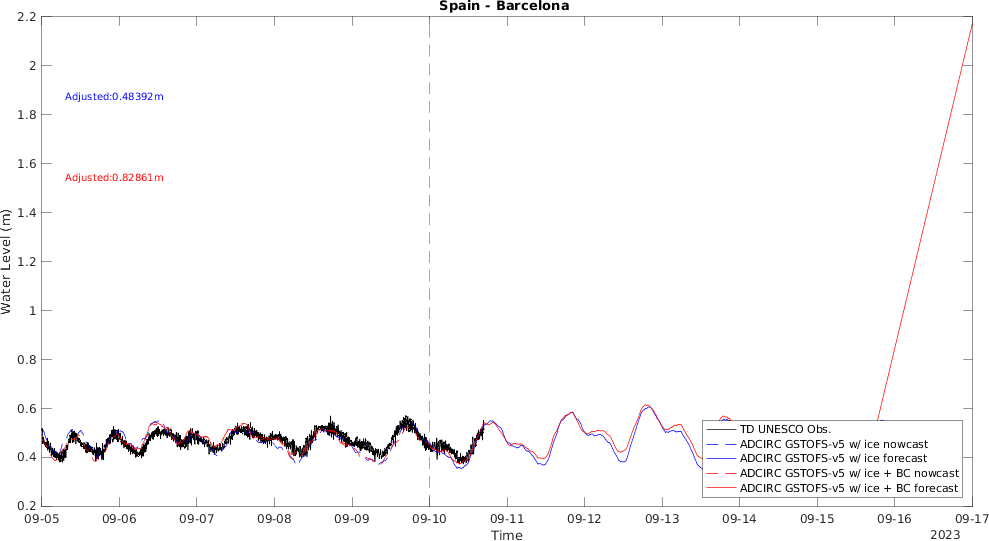 Spain - Barcelona
2.2
2
1.8
1.6
1.4
1.2
1
0.8
0.6
0.4
0.2
Water Level (m)
Adjusted:0.48392m
Adjusted:0.82861m
TD UNESCO Obs.
ADCIRC GSTOFS-v5 w/ ice nowcast
ADCIRC GSTOFS-v5 w/ ice forecast
ADCIRC GSTOFS-v5 w/ ice + BC nowcast
ADCIRC GSTOFS-v5 w/ ice + BC forecast
09-05 09-06 09-07 09-08 09-09 09-10 09-11 09-12 09-13 09-14 09-15 09-16 09-17
Time
2023